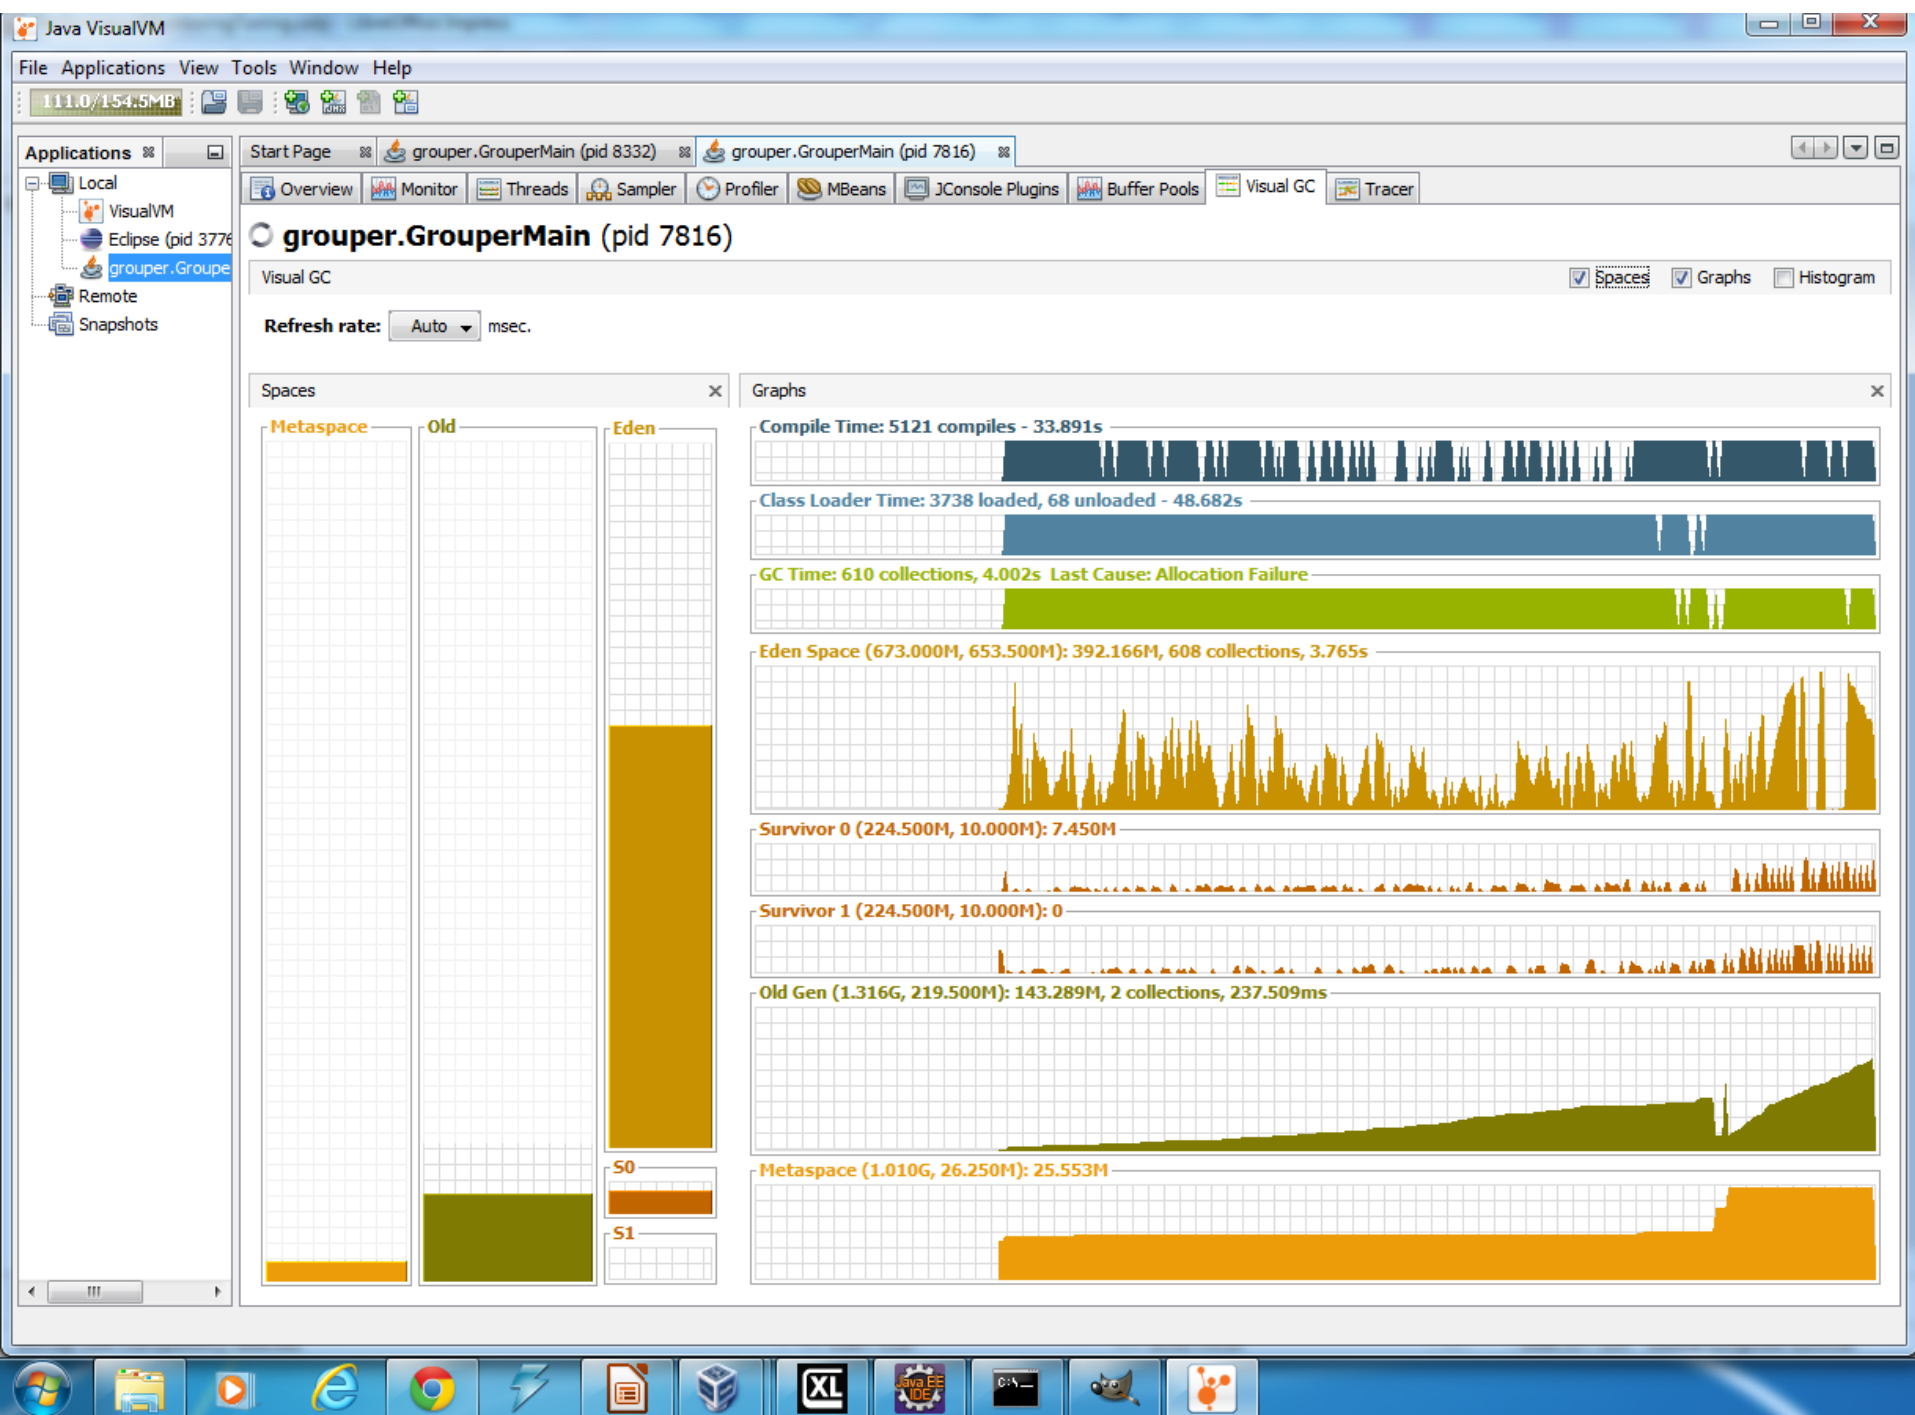 Java VisualVM
File Applications View Tools Window Help
111.0/154.5MB
Applications
Start Page
grouper.GrouperMain (pid 8332)
grouper.GrouperMain (pid 7816)
Local
VisualVM
Eclipse (pid 3776
grouper.Groupe
Remote
Snapshots
Overview Monitor Threads Sampler Profiler MBeans JConsole Plugins Buffer Pools Visual GC Tracer
grouper.GrouperMain (pid 7816)
Visual GC
Spaces Graphs Histogram
Refresh rate: Auto msec.
Spaces
Metaspace
Old
Eden
S0
S1
Graphs
Compile Time: 5121 compiles - 33.891s
Class Loader Time: 3738 loaded, 68 unloaded - 48.682s
GC Time: 610 collections, 4.002s Last Cause: Allocation Failure
Eden Space (673.000M, 653.500M): 392.166M, 608 collections, 3.765s
Survivor 0 (224.500M, 10.000M): 7.450M
Survivor 1 (224.500M, 10.000M): 0
Old Gen (1.316G, 219.500M): 143.289M, 2 collections, 237.509ms
Metaspace (1.010G, 26.250M): 25.553M
XL
Java EE
IDE
C:\_